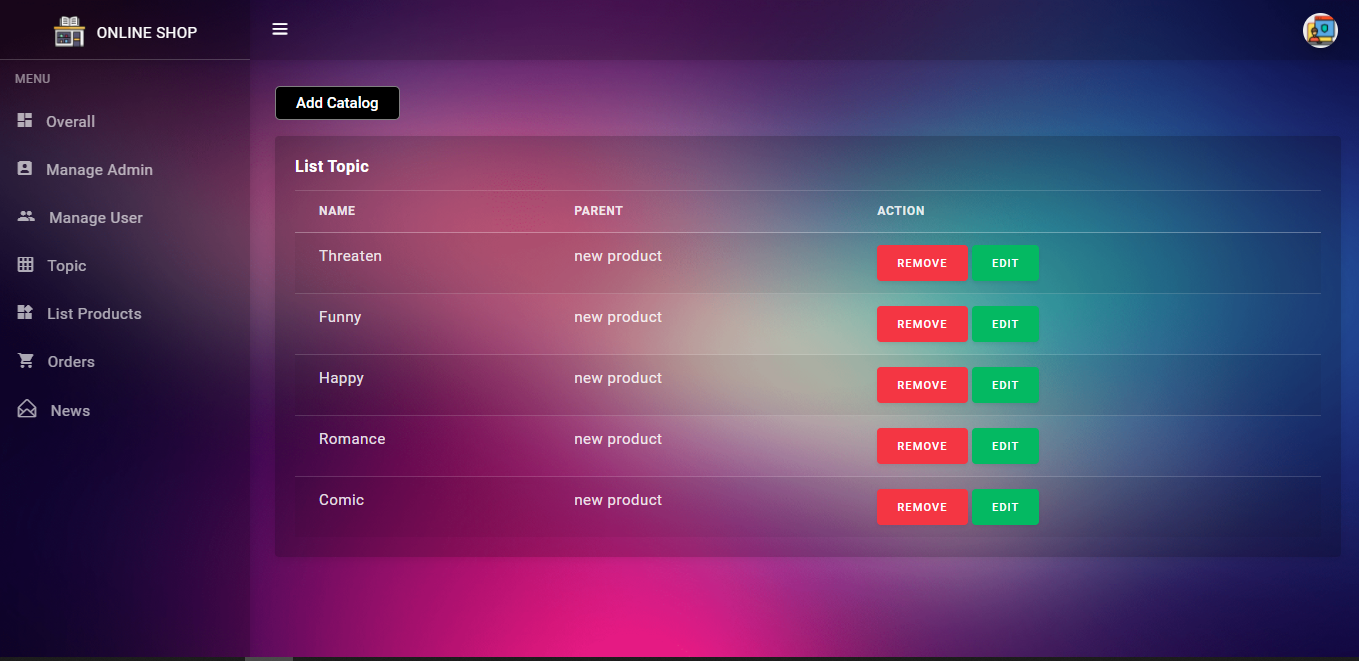 ONLINE SHOP
MENU
Overall
Manage Admin
Manage User
Topic
List Products
Orders
News
Add Catalog
List Topic
NAME PARENT ACTION
Threaten new product REMOVE EDIT
Funny new product REMOVE EDIT
Happy new product REMOVE EDIT
Romance new product REMOVE EDIT
Comic new product REMOVE EDIT